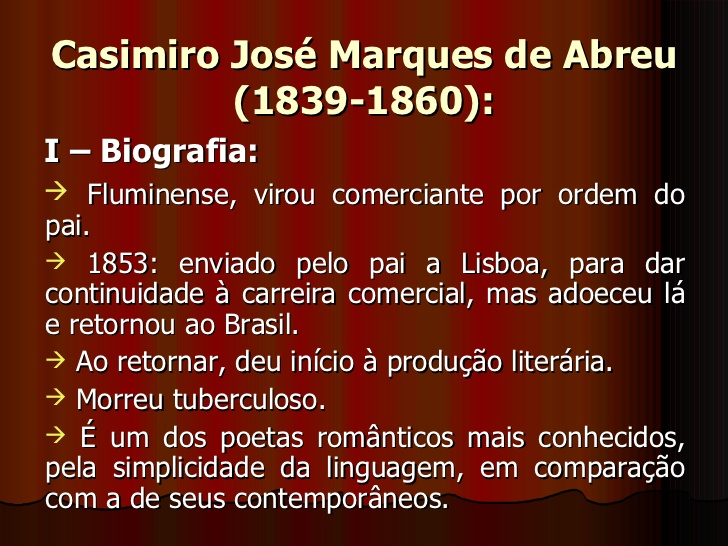 Casimiro José Marques de Abreu
(1839-1860):
I – Biografia:
→ Fluminense, virou comerciante por ordem do
pai.
→ 1853: enviado pelo pai a Lisboa, para dar
continuidade à carreira comercial, mas adoeceu lá
e retornou ao Brasil.
→ Ao retornar, deu início à produção literária.
→ Morreu tuberculoso.
→ É um dos poetas românticos mais conhecidos,
pela simplicidade da linguagem, em comparação
com a de seus contemporâneos.